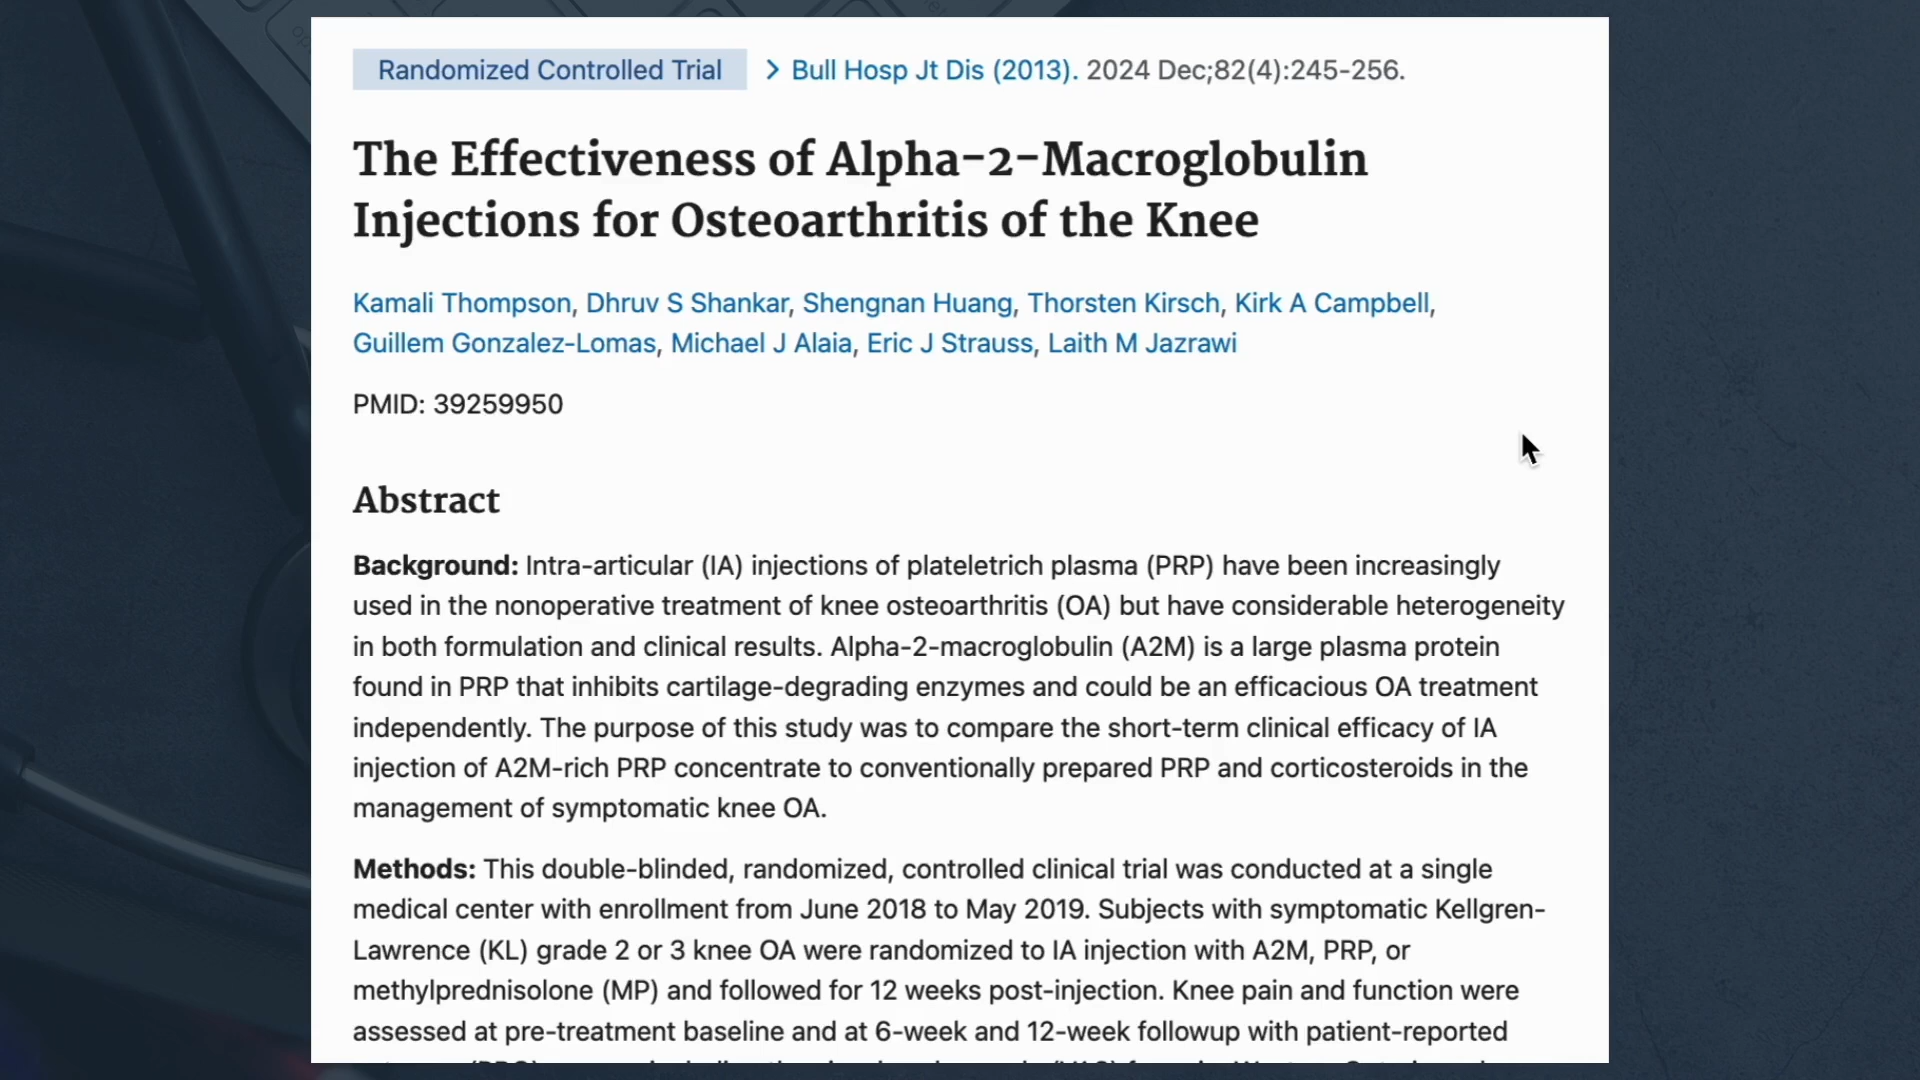 Randomized Controlled Trial > Bull Hosp Jt Dis (2013). 2024 Dec;82(4):245-256.
The Effectiveness of Alpha-2-Macroglobulin
Injections for Osteoarthritis of the Knee
Kamali Thompson, Dhruv S Shankar, Shengnan Huang, Thorsten Kirsch, Kirk A Campbell,
Guillem Gonzalez-Lomas, Michael J Alaia, Eric J Strauss, Laith M Jazrawi
PMID: 39259950
Abstract
Background: Intra-articular (IA) injections of plateletrich plasma (PRP) have been increasingly
used in the nonoperative treatment of knee osteoarthritis (OA) but have considerable heterogeneity
in both formulation and clinical results. Alpha-2-macroglobulin (A2M) is a large plasma protein
found in PRP that inhibits cartilage-degrading enzymes and could be an efficacious OA treatment
independently. The purpose of this study was to compare the short-term clinical efficacy of IA
injection of A2M-rich PRP concentrate to conventionally prepared PRP and corticosteroids in the
management of symptomatic knee OA.
Methods: This double-blinded, randomized, controlled clinical trial was conducted at a single
medical center with enrollment from June 2018 to May 2019. Subjects with symptomatic Kellgren-
Lawrence (KL) grade 2 or 3 knee OA were randomized to IA injection with A2M, PRP, or
methylprednisolone (MP) and followed for 12 weeks post-injection. Knee pain and function were
assessed at pre-treatment baseline and at 6-week and 12-week followup with patient-reported